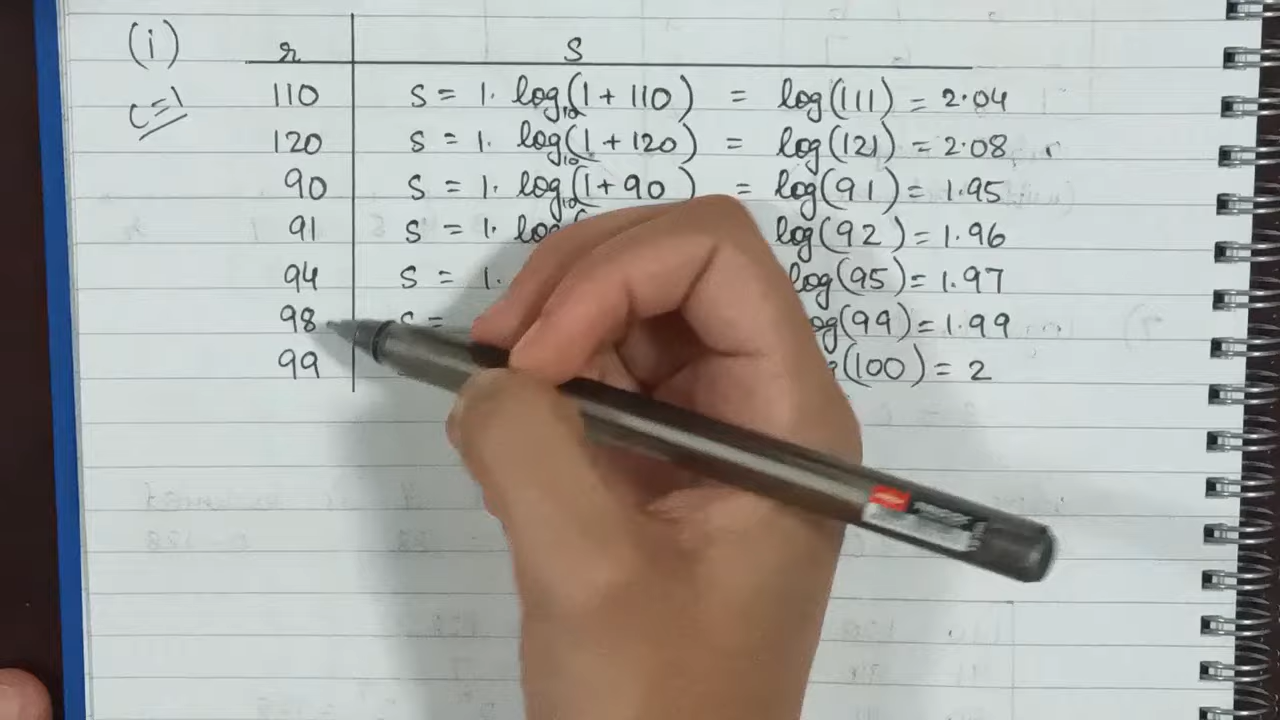 (i) r s
c=1 110 s = 1. log₁₀(1 + 110) = log(111) = 2.04
120 s = 1. log₁₀(1 + 120) = log(121) = 2.08
90 s = 1. log₁₀(1 + 90) = log(91) = 1.95
91 s = 1. log log(92) = 1.96
94 s = 1. log(95) = 1.97
98 s = log(99) = 1.99
99 (100) = 2